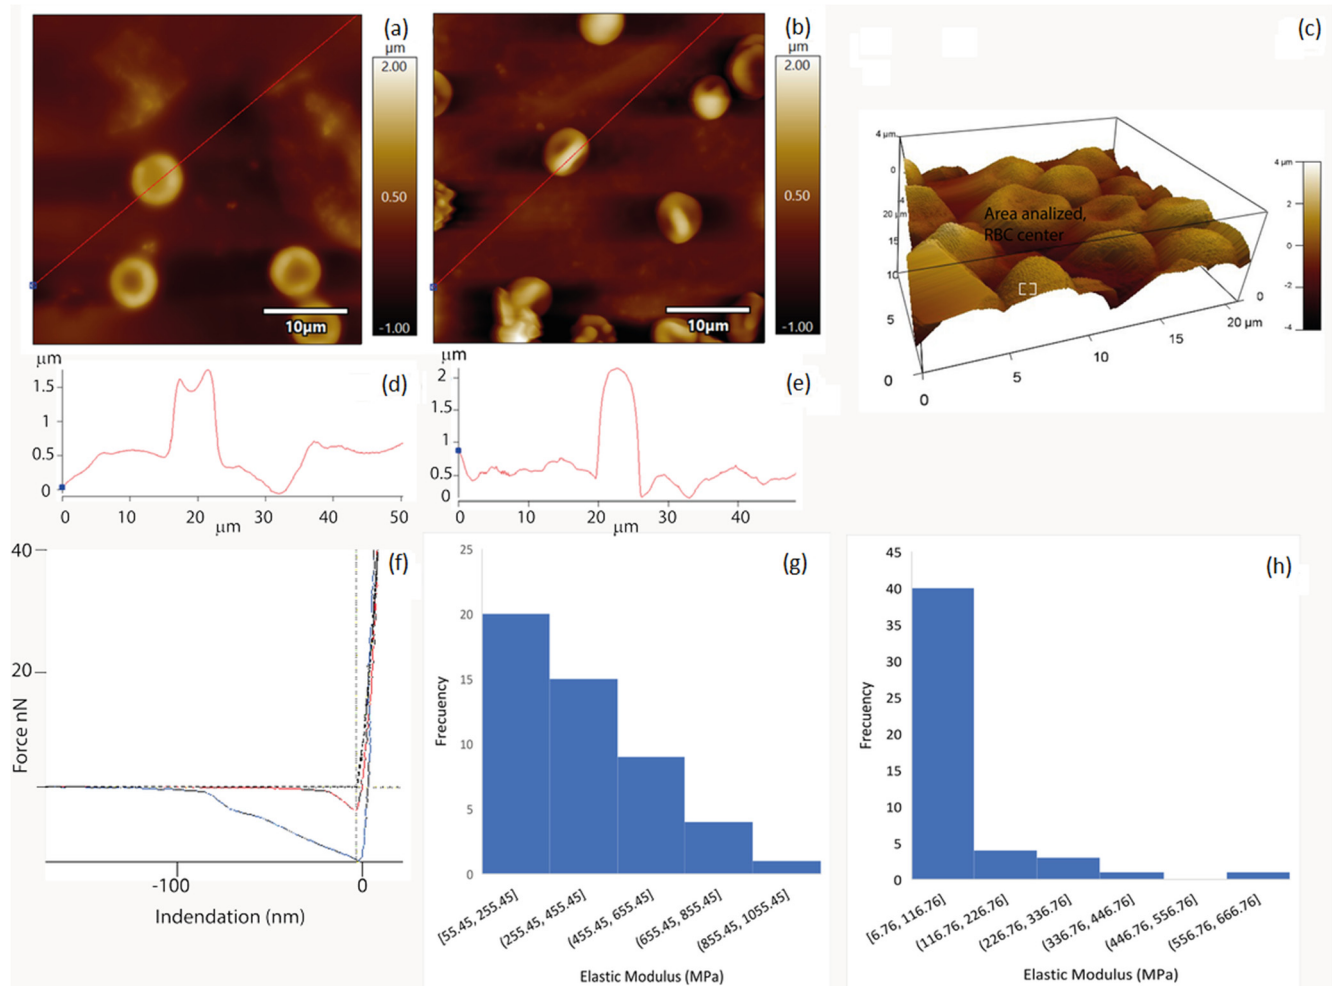 (a)
μm
2.00
0.50
-1.00
10μm
(b)
μm
2.00
0.50
-1.00
10μm
(c)
4 μm
0
-4
20 μm
15
10
5
0
0
5
10
15
20 μm
0
Area analized,
RBC center
4 μm
2
0
-2
-4
(d)
μm
1.5
1
0.5
0
0 10 20 30 40 50
μm
(e)
μm
2
1.5
1
0.5
0
0 10 20 30 40
μm
(f)
40
20
Force nN
-100 0
Indendation (nm)
(g)
25
20
15
10
5
0
Frecuency
[55.45, 255.45]
(255.45, 455.45]
(455.45, 655.45]
(655.45, 855.45]
(855.45, 1055.45]
Elastic Modulus (MPa)
(h)
45
40
35
30
25
20
15
10
5
0
Frecuency
[6.76, 116.76]
(116.76, 226.76]
(226.76, 336.76]
(336.76, 446.76]
(446.76, 556.76]
(556.76, 666.76]
Elastic Modulus (MPa)